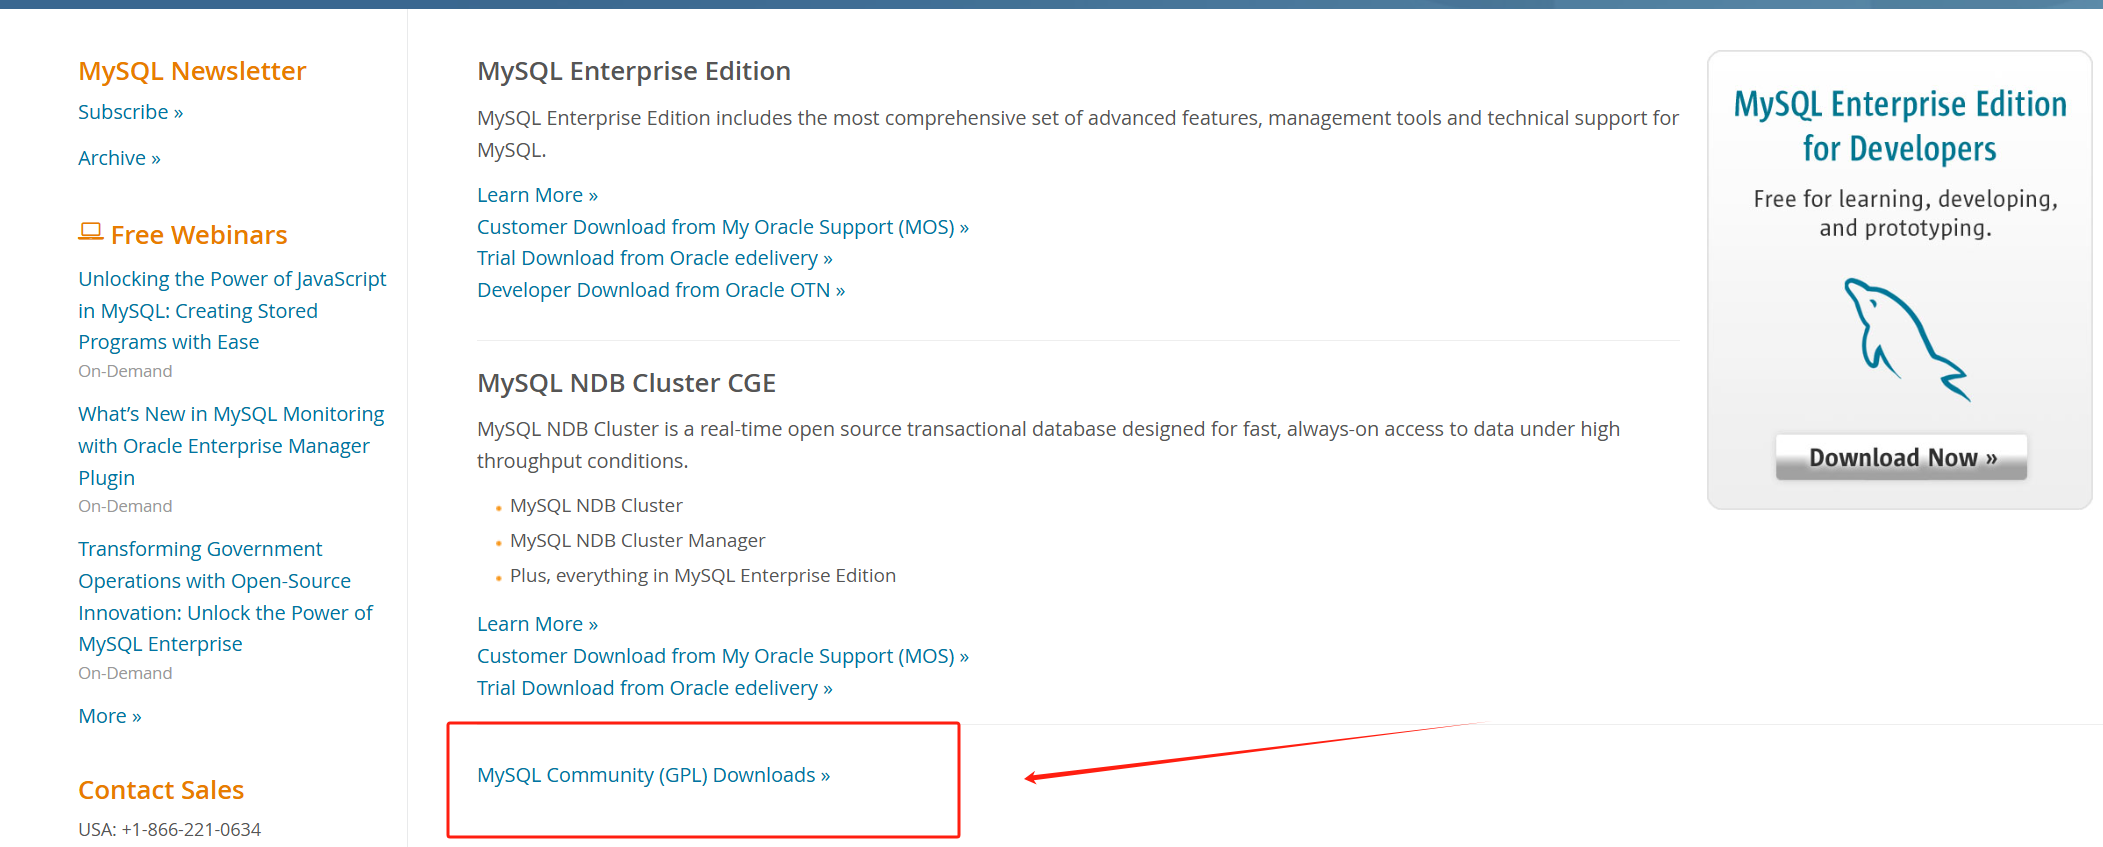 MySQL Newsletter
Subscribe »
Archive »
Free Webinars
Unlocking the Power of JavaScript
in MySQL: Creating Stored
Programs with Ease
On-Demand
What's New in MySQL Monitoring
with Oracle Enterprise Manager
Plugin
On-Demand
Transforming Government
Operations with Open-Source
Innovation: Unlock the Power of
MySQL Enterprise
On-Demand
More »
Contact Sales
USA: +1-866-221-0634
MySQL Enterprise Edition
MySQL Enterprise Edition includes the most comprehensive set of advanced features, management tools and technical support for
MySQL.
Learn More »
Customer Download from My Oracle Support (MOS) »
Trial Download from Oracle edelivery »
Developer Download from Oracle OTN »
MySQL NDB Cluster CGE
MySQL NDB Cluster is a real-time open source transactional database designed for fast, always-on access to data under high
throughput conditions.
MySQL NDB Cluster
MySQL NDB Cluster Manager
Plus, everything in MySQL Enterprise Edition
Learn More »
Customer Download from My Oracle Support (MOS) »
Trial Download from Oracle edelivery »
MySQL Community (GPL) Downloads »
MySQL Enterprise Edition
for Developers
Free for learning, developing,
and prototyping.
Download Now »